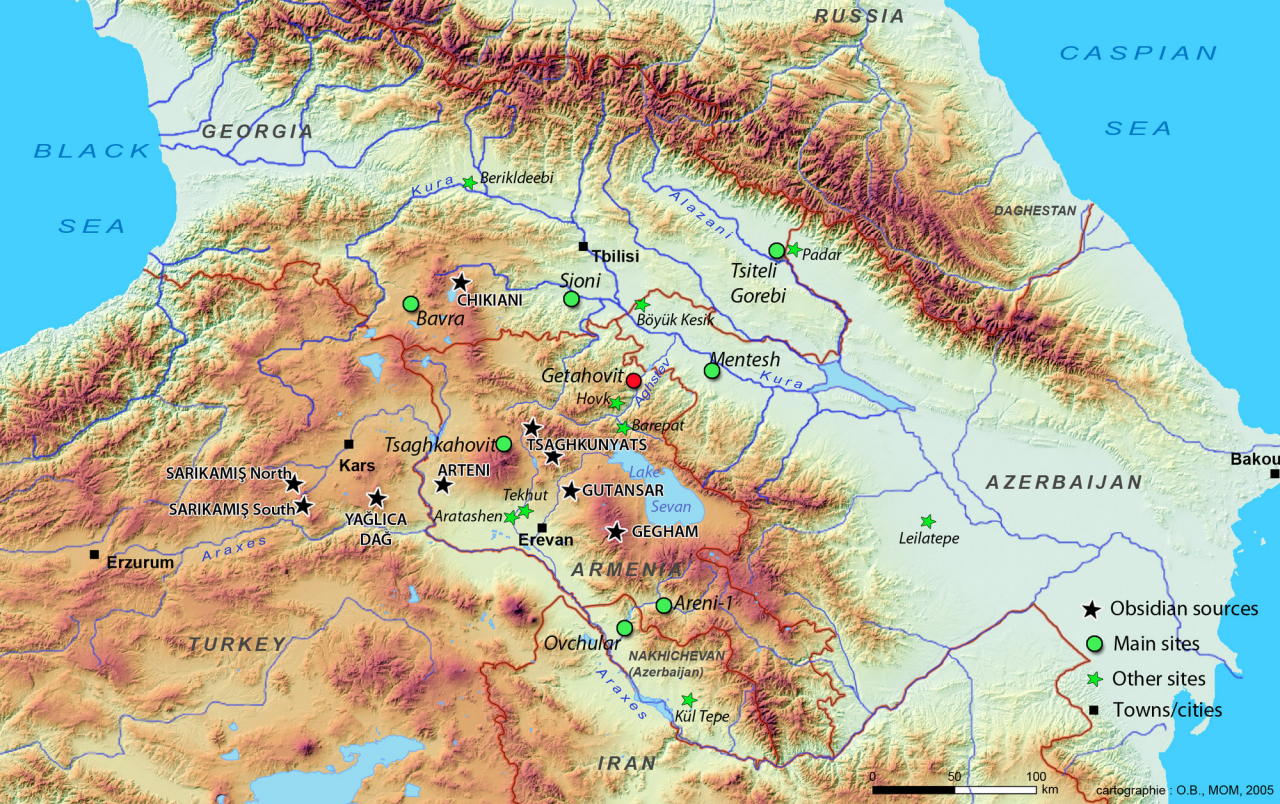 RUSSIA
CASPIAN
SEA
GEORGIA
BLACK
SEA
Kura
Berikldeebi
Alazani
DAGHESTAN
Tbilisi
Padar
Tsiteli
Gorebi
Sioni
CHIKIANI
Bavra
Böyük Kesik
Mentesh
Kura
Getahovit
Aghstev
Hovk
Barepat
Tsaghkahovit
TSAGHKUNYATS
Kars
SARIKAMIŞ North
SARIKAMIŞ South
ARTENI
YAĞLICA
DAĞ
Lake
Sevan
GUTANSAR
Tekhut
Aratashen
Erevan
GEGHAM
AZERBAIJAN
Bakou
Leilatepe
Araxes
Erzurum
ARMENIA
Areni-1
Ovchular
TURKEY
NAKHICHEVAN
(Azerbaijan)
Araxes
Kül Tepe
IRAN
Obsidian sources
Main sites
Other sites
Towns/cities
0 50 100
km
cartographie : O.B., MOM, 2005